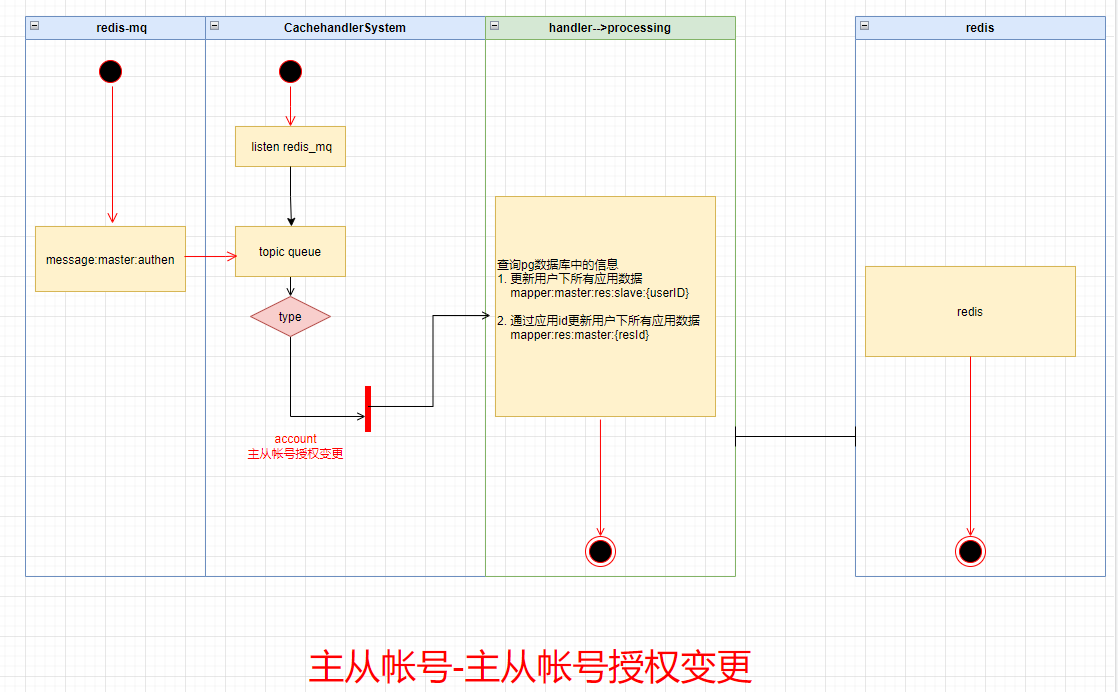 redis-mq
CachehandlerSystem
handler-->processing
redis
listen redis_mq
message:master:authen
topic queue
type
account
主从帐号授权变更
查询pg数据库中的信息
1. 更新用户下所有应用数据
mapper:master:res:slave:{userID}
2. 通过应用id更新用户下所有应用数据
mapper:res:master:{resId}
redis
主从帐号-主从帐号授权变更